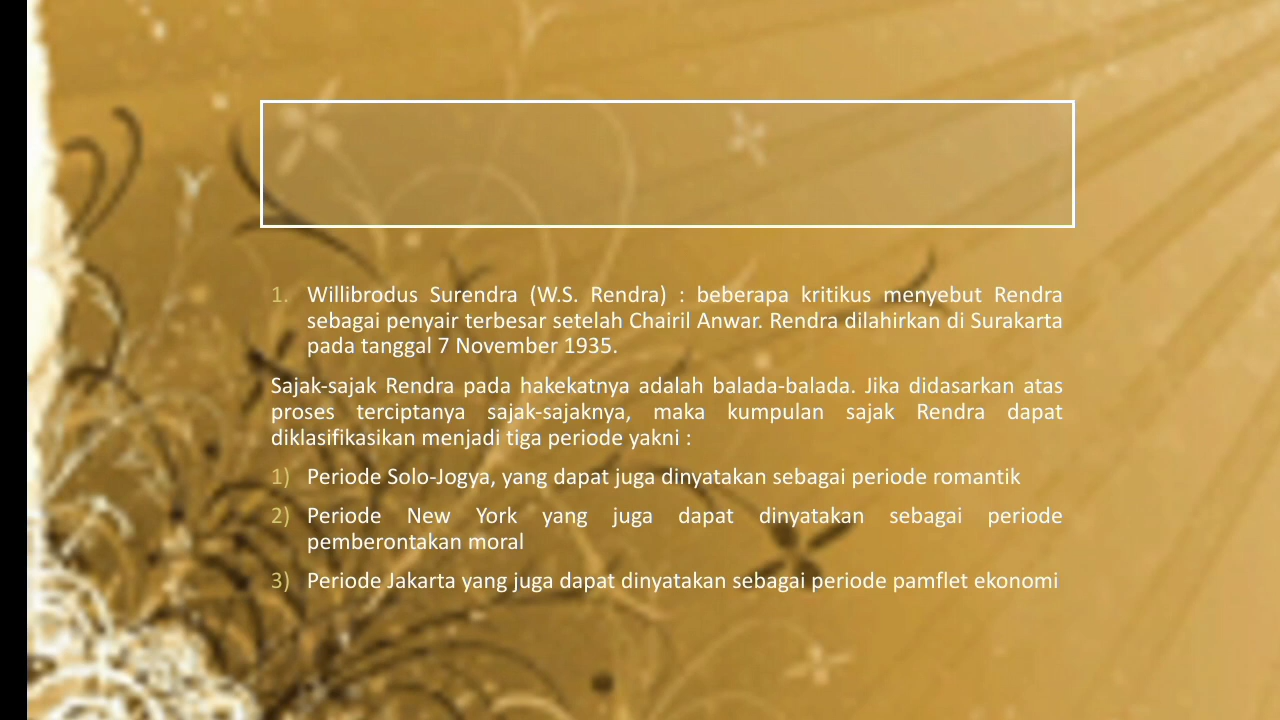 1. Willibrodus Surendra (W.S. Rendra) : beberapa kritikus menyebut Rendra
sebagai penyair terbesar setelah Chairil Anwar. Rendra dilahirkan di Surakarta
pada tanggal 7 November 1935.
Sajak-sajak Rendra pada hakekatnya adalah balada-balada. Jika didasarkan atas
proses terciptanya sajak-sajaknya, maka kumpulan sajak Rendra dapat
diklasifikasikan menjadi tiga periode yakni :
1) Periode Solo-Jogya, yang dapat juga dinyatakan sebagai periode romantik
2) Periode New York yang juga dapat dinyatakan sebagai periode
pemberontakan moral
3) Periode Jakarta yang juga dapat dinyatakan sebagai periode pamflet ekonomi